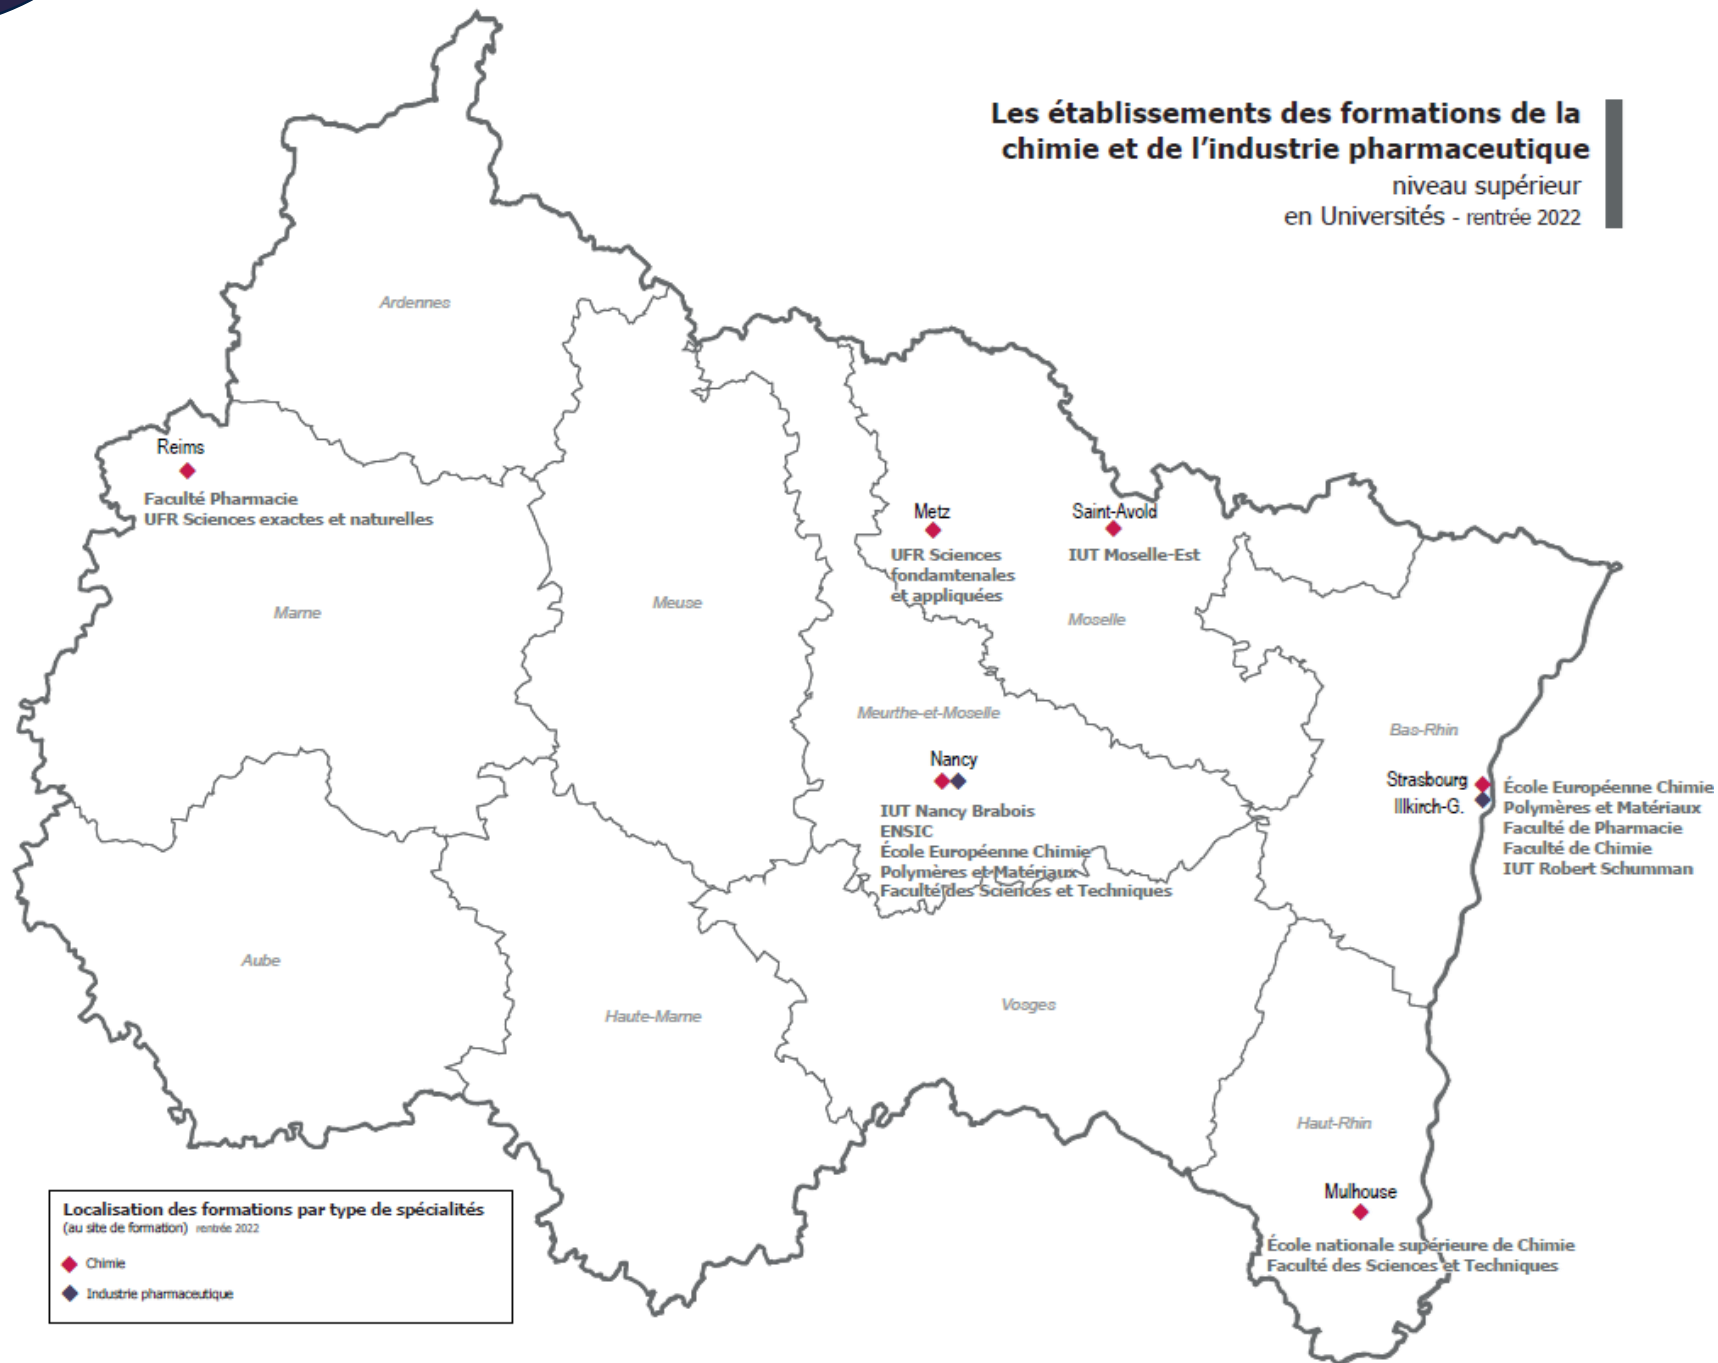 Les établissements des formations de la
chimie et de l'industrie pharmaceutique
niveau supérieur
en Universités - rentrée 2022
Ardennes
Reims
Faculté Pharmacie
UFR Sciences exactes et naturelles
Metz
UFR Sciences
fondamtenales
et appliquées
Saint-Avold
IUT Moselle-Est
Marne
Meuse
Moselle
Meurthe-et-Moselle
Bas-Rhin
Nancy
IUT Nancy Brabois
ENSIC
École Européenne Chimie
Polymères et Matériaux
Faculté des Sciences et Techniques
Strasbourg
Illkirch-G.
École Européenne Chimie
Polymères et Matériaux
Faculté de Pharmacie
Faculté de Chimie
IUT Robert Schumman
Aube
Haute-Marne
Vosges
Haut-Rhin
Mulhouse
École nationale supérieure de Chimie
Faculté des Sciences et Techniques
Localisation des formations par type de spécialités
(au site de formation) rentrée 2022
Chimie
Industrie pharmaceutique